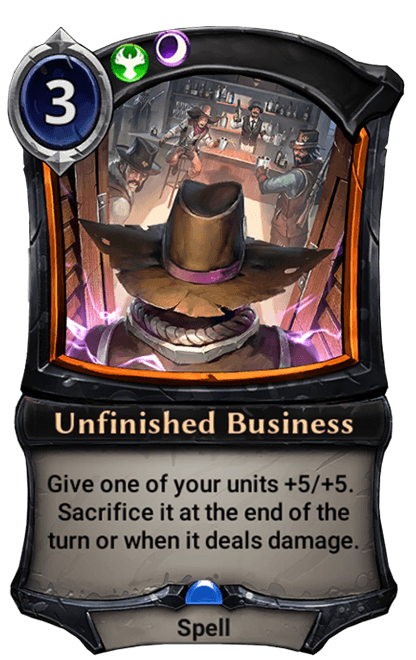 3
Unfinished Business
Give one of your units +5/+5.
Sacrifice it at the end of the
turn or when it deals damage.
Spell